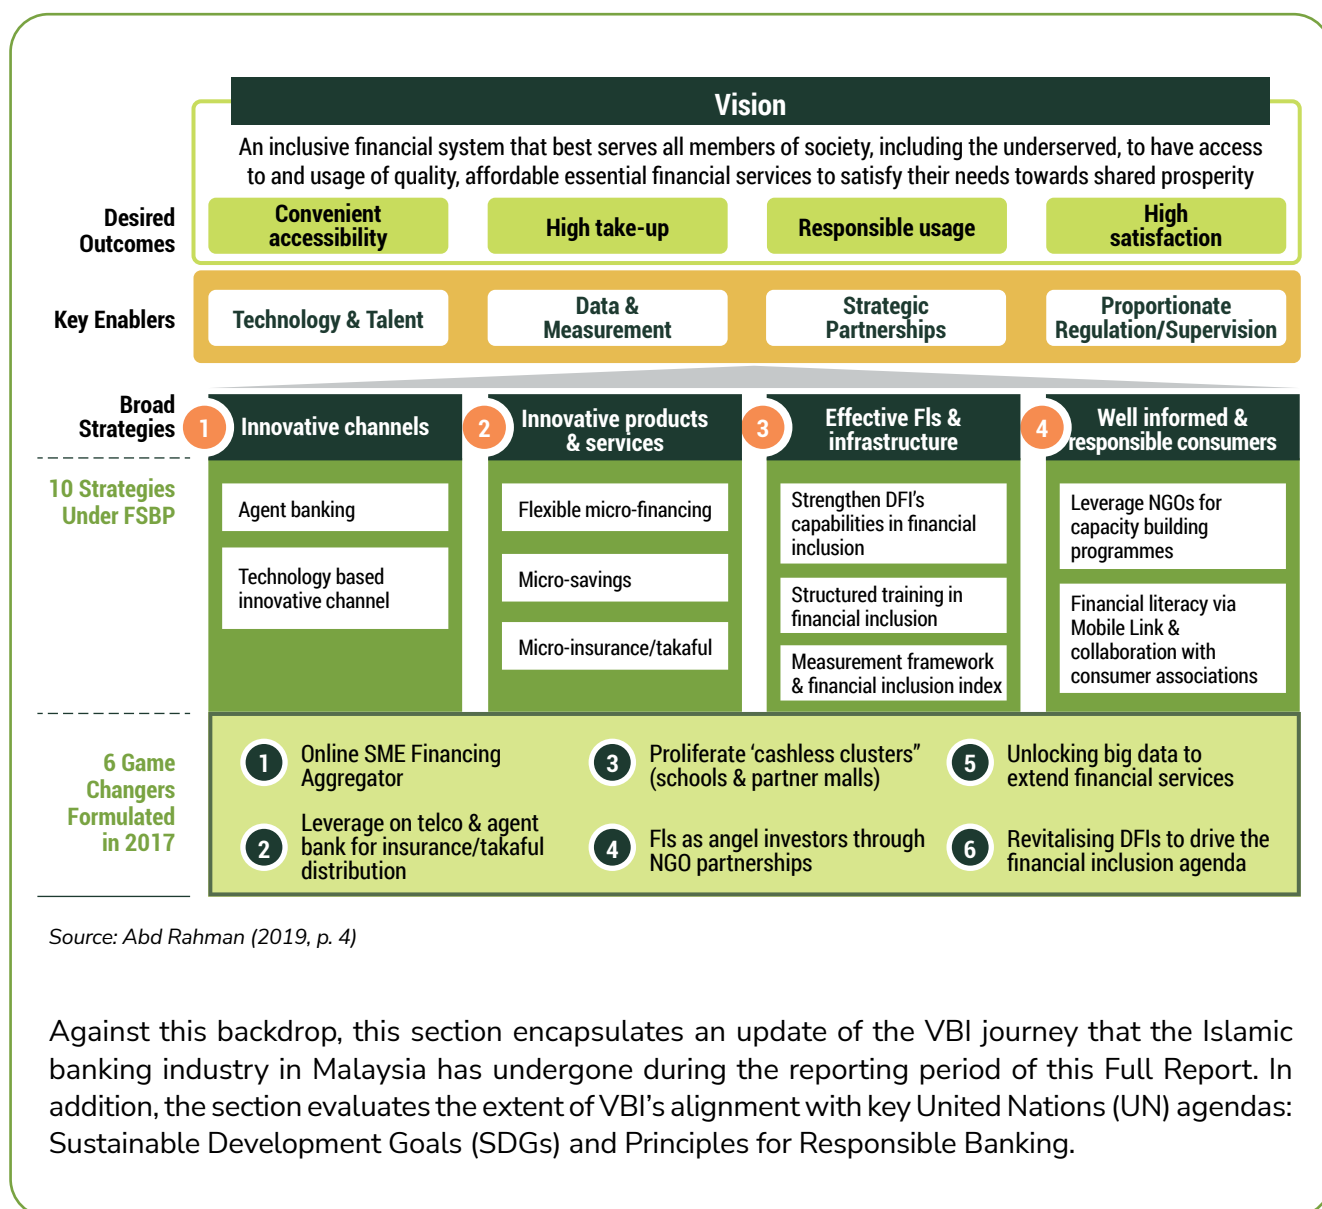 Vision
An inclusive financial system that best serves all members of society, including the underserved, to have access
to and usage of quality, affordable essential financial services to satisfy their needs towards shared prosperity
Desired
Outcomes
Convenient
accessibility
High take-up
Responsible usage
High
satisfaction
Key Enablers
Technology & Talent
Data &
Measurement
Strategic
Partnerships
Proportionate
Regulation/Supervision
Broad
Strategies
1
Innovative channels
2
Innovative products
& services
3
Effective FIs &
infrastructure
4
Well informed &
responsible consumers
10 Strategies
Under FSBP
Agent banking
Technology based
innovative channel
Flexible micro-financing
Micro-savings
Micro-insurance/takaful
Strengthen DFI's
capabilities in financial
inclusion
Structured training in
financial inclusion
Measurement framework
& financial inclusion index
Leverage NGOs for
capacity building
programmes
Financial literacy via
Mobile Link &
collaboration with
consumer associations
6 Game
Changers
Formulated
in 2017
1
Online SME Financing
Aggregator
2
Leverage on telco & agent
bank for insurance/takaful
distribution
3
Proliferate 'cashless clusters"
(schools & partner malls)
4
FIs as angel investors through
NGO partnerships
5
Unlocking big data to
extend financial services
6
Revitalising DFIs to drive the
financial inclusion agenda
Source: Abd Rahman (2019, p. 4)
Against this backdrop, this section encapsulates an update of the VBI journey that the Islamic
banking industry in Malaysia has undergone during the reporting period of this Full Report. In
addition, the section evaluates the extent of VBI's alignment with key United Nations (UN) agendas:
Sustainable Development Goals (SDGs) and Principles for Responsible Banking.